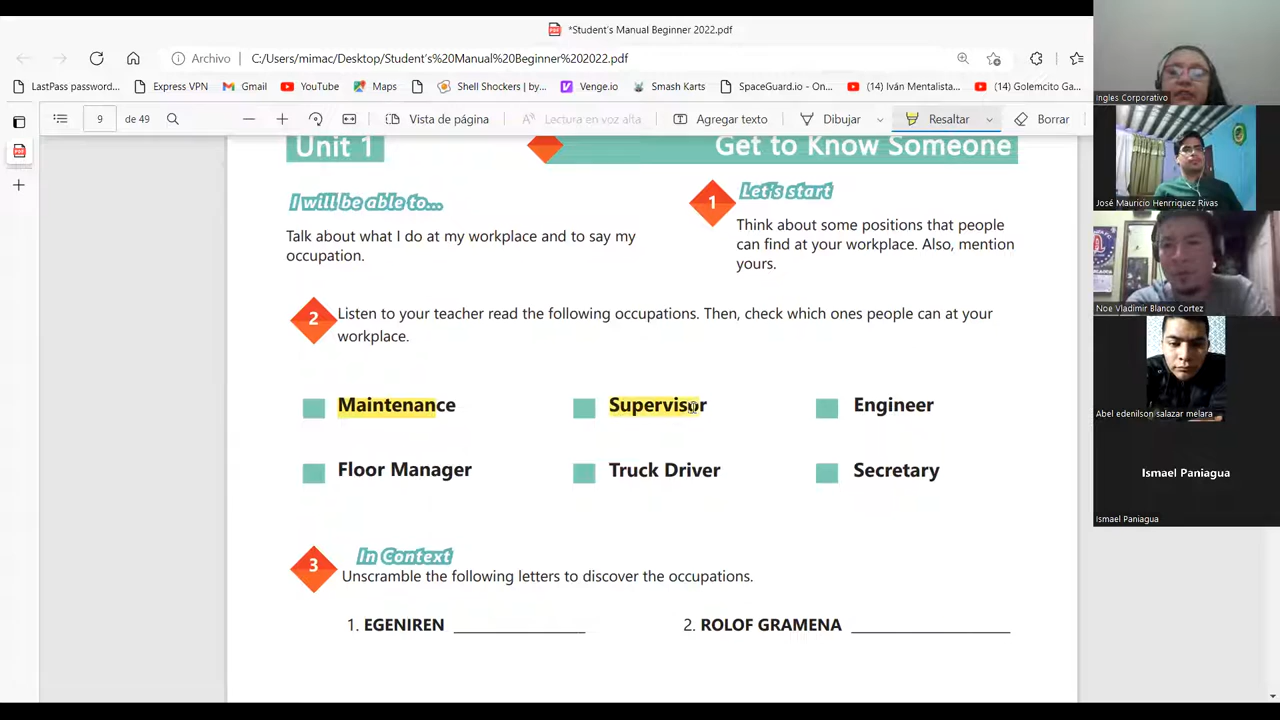 *Student's Manual Beginner 2022.pdf
Archivo
C:/Users/mimac/Desktop/Student's%20Manual%20Beginner%202022.pdf
LastPass password...
Express VPN
Gmail
YouTube
Maps
Shell Shockers | by...
Venge.io
Smash Karts
SpaceGuard.io - On...
(14) Iván Mentalista...
(14) Golemcito Ga...
9
de 49
Vista de página
Lectura en voz alta
Agregar texto
Dibujar
Resaltar
Borrar
Unit 1
Get to Know Someone
I will be able to...
Talk about what I do at my workplace and to say my
occupation.
1
Let's start
Think about some positions that people
can find at your workplace. Also, mention
yours.
2
Listen to your teacher read the following occupations. Then, check which ones people can at your
workplace.
Maintenance
Supervisor
Engineer
Floor Manager
Truck Driver
Secretary
3
In Context
Unscramble the following letters to discover the occupations.
1. EGENIREN _______________
2. ROLOF GRAMENA _________________
Ingles Corporativo
José Mauricio Henrriquez Rivas
Noe Vladimir Blanco Cortez
Abel edenilson salazar melara
Ismael Paniagua
Ismael Paniagua